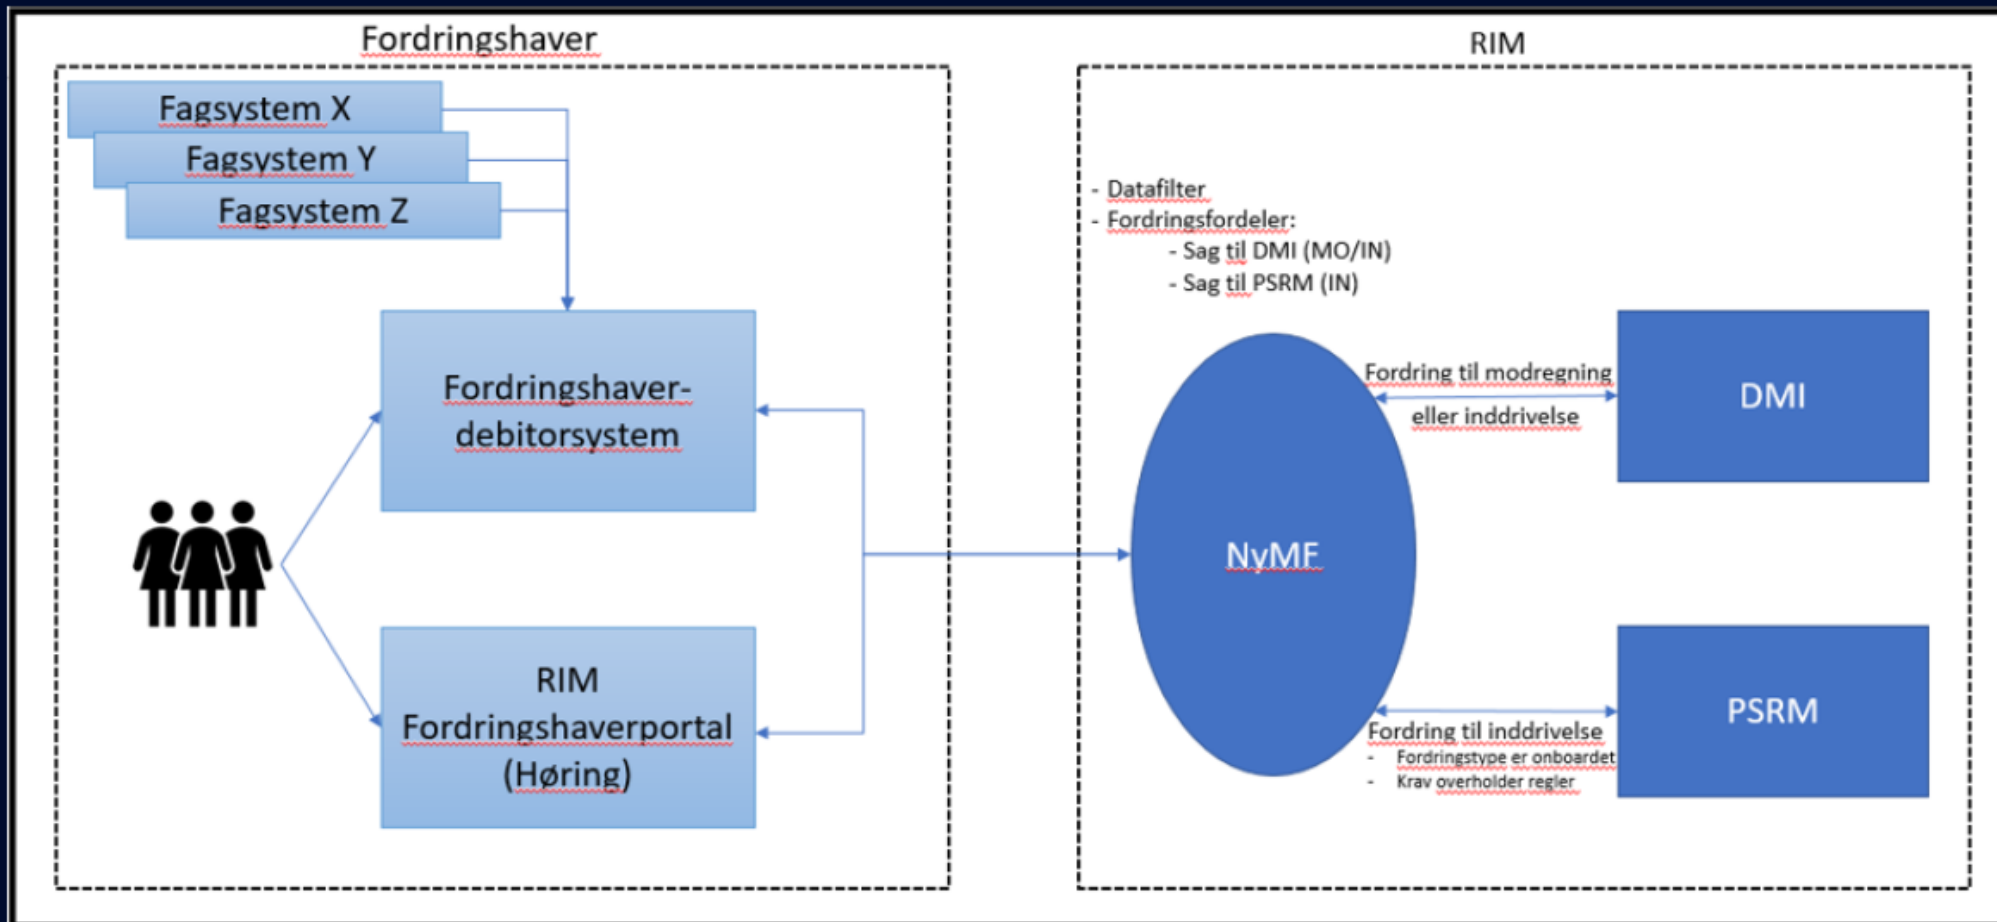 Fordringshaver
RIM
Fagsystem X
Fagsystem Y
Fagsystem Z
- Datafilter
- Fordringsfordeler:
- Sag til DMI (MO/IN)
- Sag til PSRM (IN)
Fordringshaver-
debitorsystem
Fordring til modregning
eller inddrivelse
DMI
NyMF
RIM
Fordringshaverportal
(Høring)
Fordring til inddrivelse
- Fordringstype er onboardet
- Krav overholder regler
PSRM